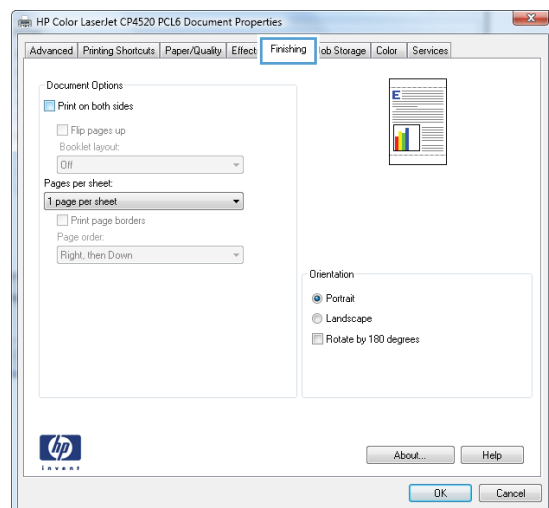 HP Color LaserJet CP4520 PCL6 Document Properties
Advanced Printing Shortcuts Paper/Quality Effect Finishing ob Storage Color Services
Document Options
Print on both sides
Flip pages up
Booklet layout:
Off
Pages per sheet:
1 page per sheet
Print page borders
Page order:
Right, then Down
E
Orientation
Portrait
Landscape
Rotate by 180 degrees
hp
invent
About... Help
OK Cancel